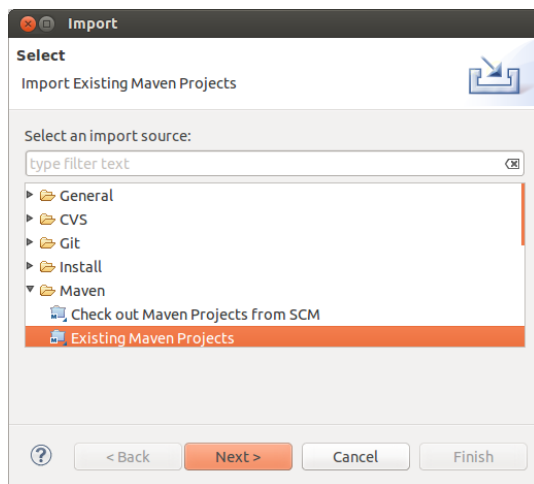 Import
Select
Import Existing Maven Projects
Select an import source:
type filter text
General
CVS
Git
Install
Maven
Check out Maven Projects from SCM
Existing Maven Projects
? < Back Next > Cancel Finish